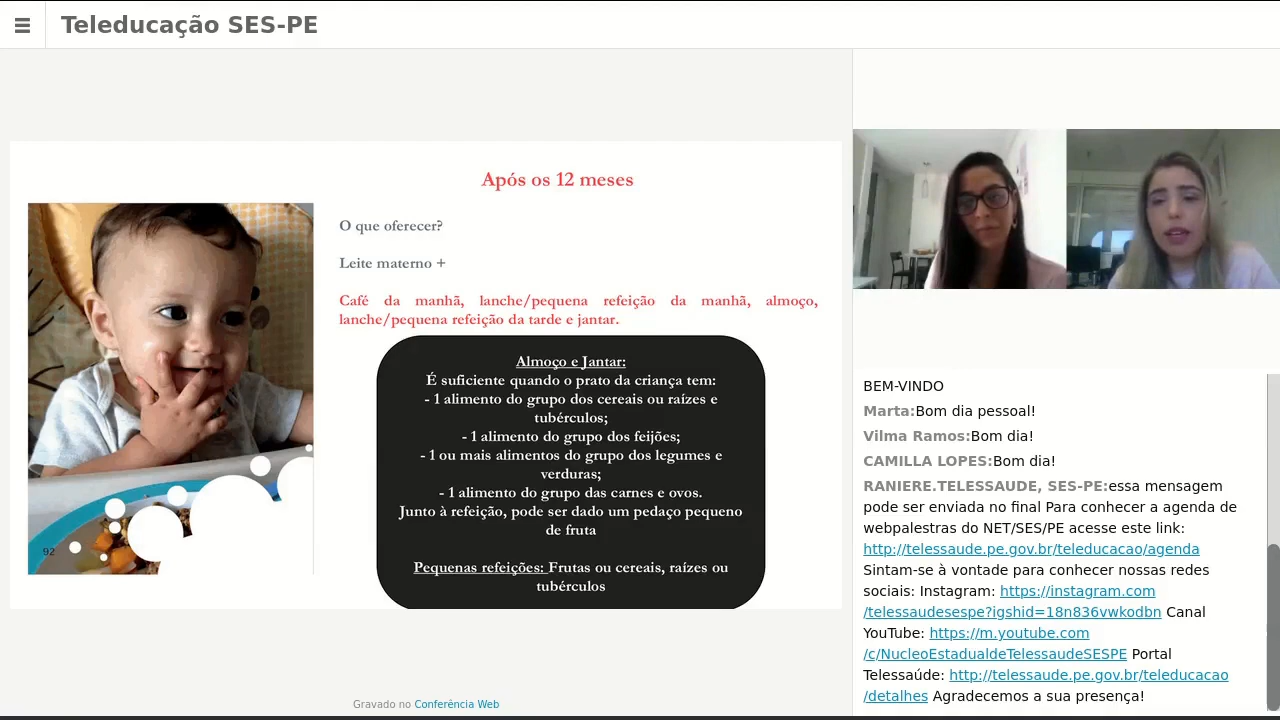 Teleducação SES-PE
Após os 12 meses
O que oferecer?
Leite materno +
Café da manhã, lanche/pequena refeição da manhã, almoço,
lanche/pequena refeição da tarde e jantar.
Almoço e Jantar:
É suficiente quando o prato da criança tem:
- 1 alimento do grupo dos cereais ou raízes e
tubérculos;
- 1 alimento do grupo dos feijões;
- 1 ou mais alimentos do grupo dos legumes e
verduras;
- 1 alimento do grupo das carnes e ovos.
Junto à refeição, pode ser dado um pedaço pequeno
de fruta
Pequenas refeições: Frutas ou cereais, raízes ou
tubérculos
92
Gravado no Conferência Web
BEM-VINDO
Marta:Bom dia pessoal!
Vilma Ramos:Bom dia!
CAMILLA LOPES:Bom dia!
RANIERE.TELESSAUDE, SES-PE:essa mensagem
pode ser enviada no final Para conhecer a agenda de
webpalestras do NET/SES/PE acesse este link:
http://telessaude.pe.gov.br/teleducacao/agenda
Sintam-se à vontade para conhecer nossas redes
sociais: Instagram: https://instagram.com
/telessaudesespe?igshid=18n836vwkodbn Canal
YouTube: https://m.youtube.com
/c/NucleoEstadualdeTelessaudeSESPE Portal
Telessaúde: http://telessaude.pe.gov.br/teleducacao
/detalhes Agradecemos a sua presença!